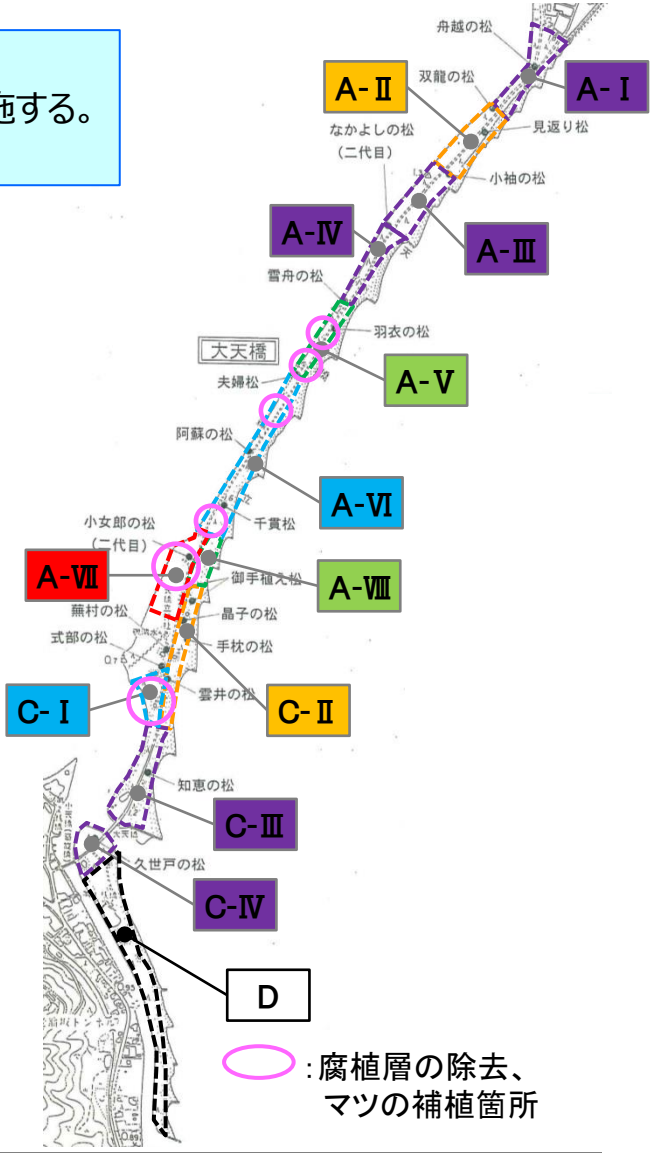 施する。
舟越の松
A-Ⅰ
双龍の松
A-Ⅱ
見返り松
なかよしの松
(二代目)
小袖の松
A-Ⅳ
A-Ⅲ
雪舟の松
羽衣の松
大天橋
夫婦松
A-Ⅴ
阿蘇の松
A-Ⅵ
千貫松
小女郎の松
(二代目)
A-Ⅶ
御手植え松
A-Ⅷ
蕪村の松
晶子の松
式部の松
手枕の松
雲井の松
C-Ⅰ
C-Ⅱ
知恵の松
C-Ⅲ
久世戸の松
C-Ⅳ
D
:腐植層の除去、
マツの補植箇所